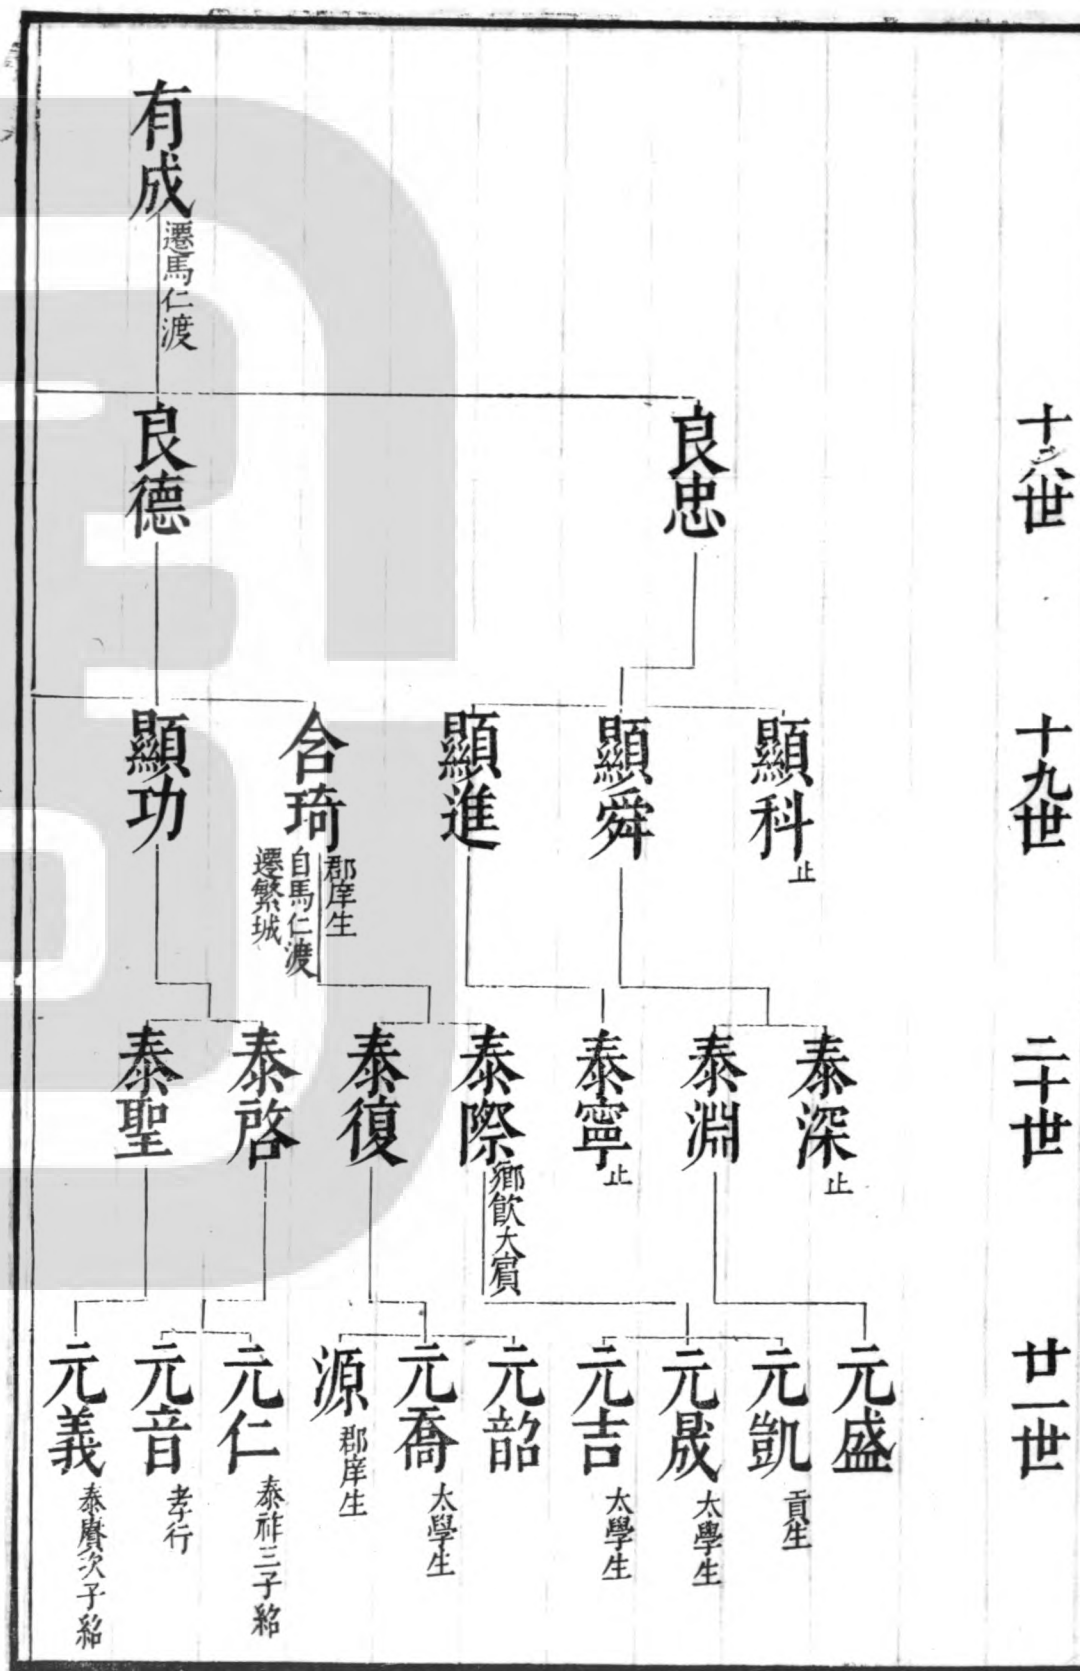 十八世
十九世
二十世
廿一世
有成
遷馬仁渡
良忠
良德
顯科
止
顯舜
顯進
含琦
郡庠生
自馬仁渡
遷繁城
顯功
泰深
止
泰淵
泰寧
止
泰際
鄉飲大賓
泰復
泰啓
泰聖
元盛
元凱
貢生
元晟
太學生
元吉
太學生
元韶
元喬
太學生
源
郡庠生
元仁
泰祚三子紹
元音
孝行
元義
泰賡次子紹